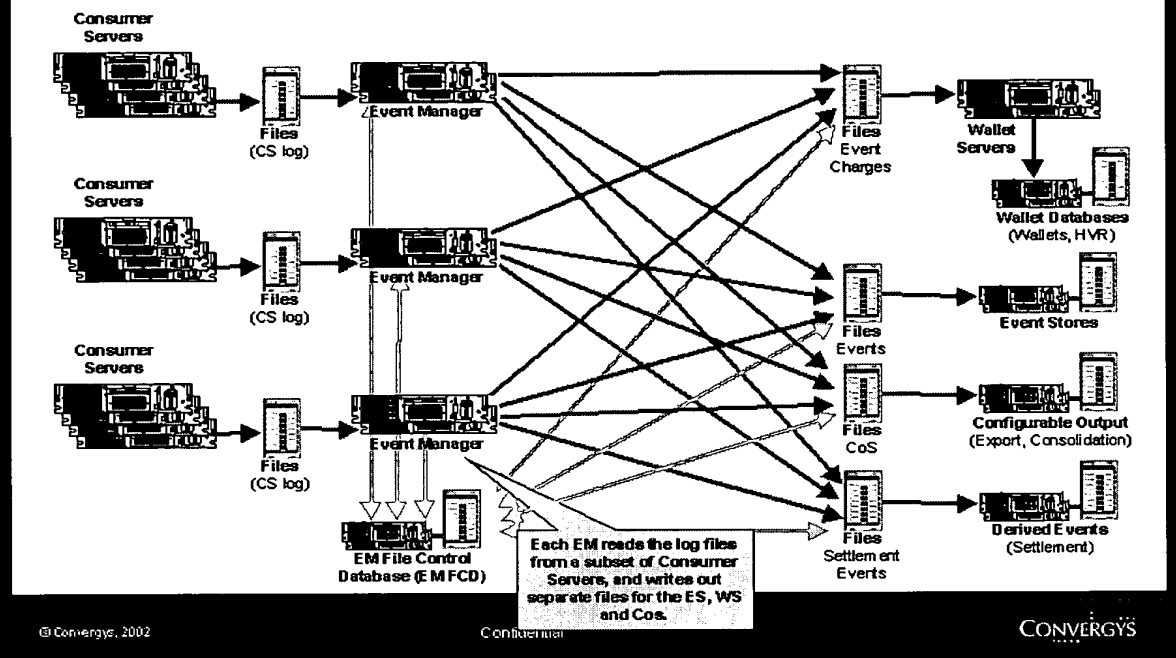 Consumer
Servers
Files
(CS log)
Event Manager
Files
Event
Charges
Wallet
Servers
Wallet Databases
(Wallets, HVR)
Consumer
Servers
Files
(CS log)
Event Manager
Files
Events
Event Stores
Consumer
Servers
Files
(CS log)
Event Manager
Files
CoS
Configurable Output
(Export, Consolidation)
EM File Control
Database (EMFCD)
Each EM reads the log files
from a subset of Consumer
Servers, and writes out
separate files for the ES, WS
and Cos.
Files
Settlement
Events
Derived Events
(Settlement)
© Convergys, 2002
Confidential
CONVERGYS